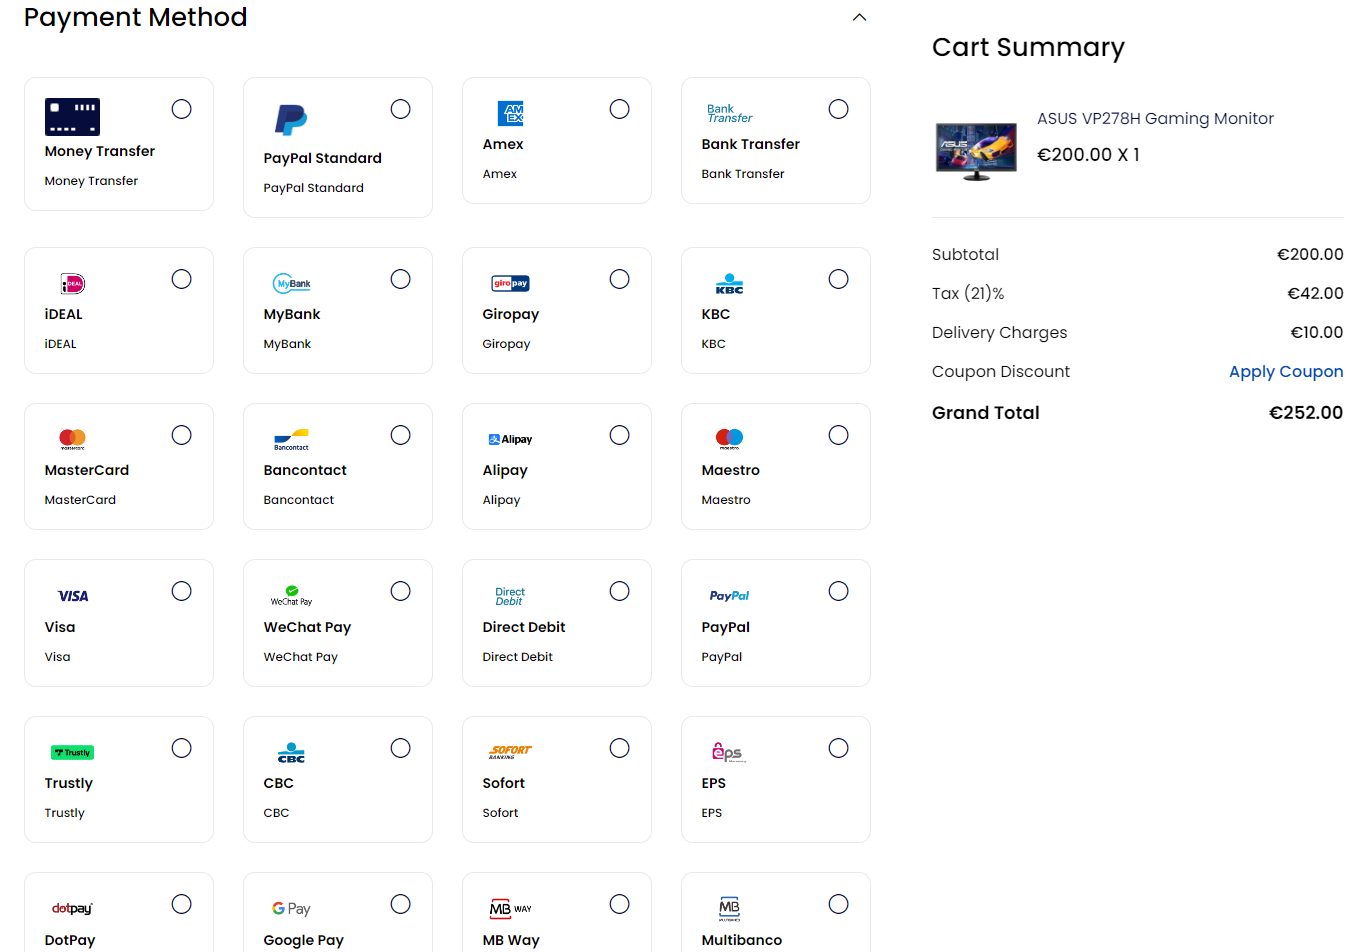 Payment Method
Money Transfer
Money Transfer
PayPal Standard
PayPal Standard
AM
EX
Amex
Amex
Bank
Transfer
Bank Transfer
Bank Transfer
iDEAL
iDEAL
iDEAL
MyBank
MyBank
MyBank
giropay
Giropay
Giropay
KBC
KBC
KBC
mastercard.
MasterCard
MasterCard
Bancontact
Bancontact
Bancontact
Alipay
Alipay
Alipay
maestro.
Maestro
Maestro
VISA
Visa
Visa
WeChat Pay
WeChat Pay
WeChat Pay
Direct
Debit
Direct Debit
Direct Debit
PayPal
PayPal
PayPal
Trustly
Trustly
Trustly
CBC
CBC
CBC
SOFORT
BANKING
Sofort
Sofort
eps
EPS
EPS
dotpay
DotPay
G Pay
Google Pay
MB WAY
MB Way
MB
MULTIBANCO
Multibanco
Cart Summary
ASUS
ASUS VP278H Gaming Monitor
€200.00 X 1
Subtotal €200.00
Tax (21)% €42.00
Delivery Charges €10.00
Coupon Discount Apply Coupon
Grand Total €252.00